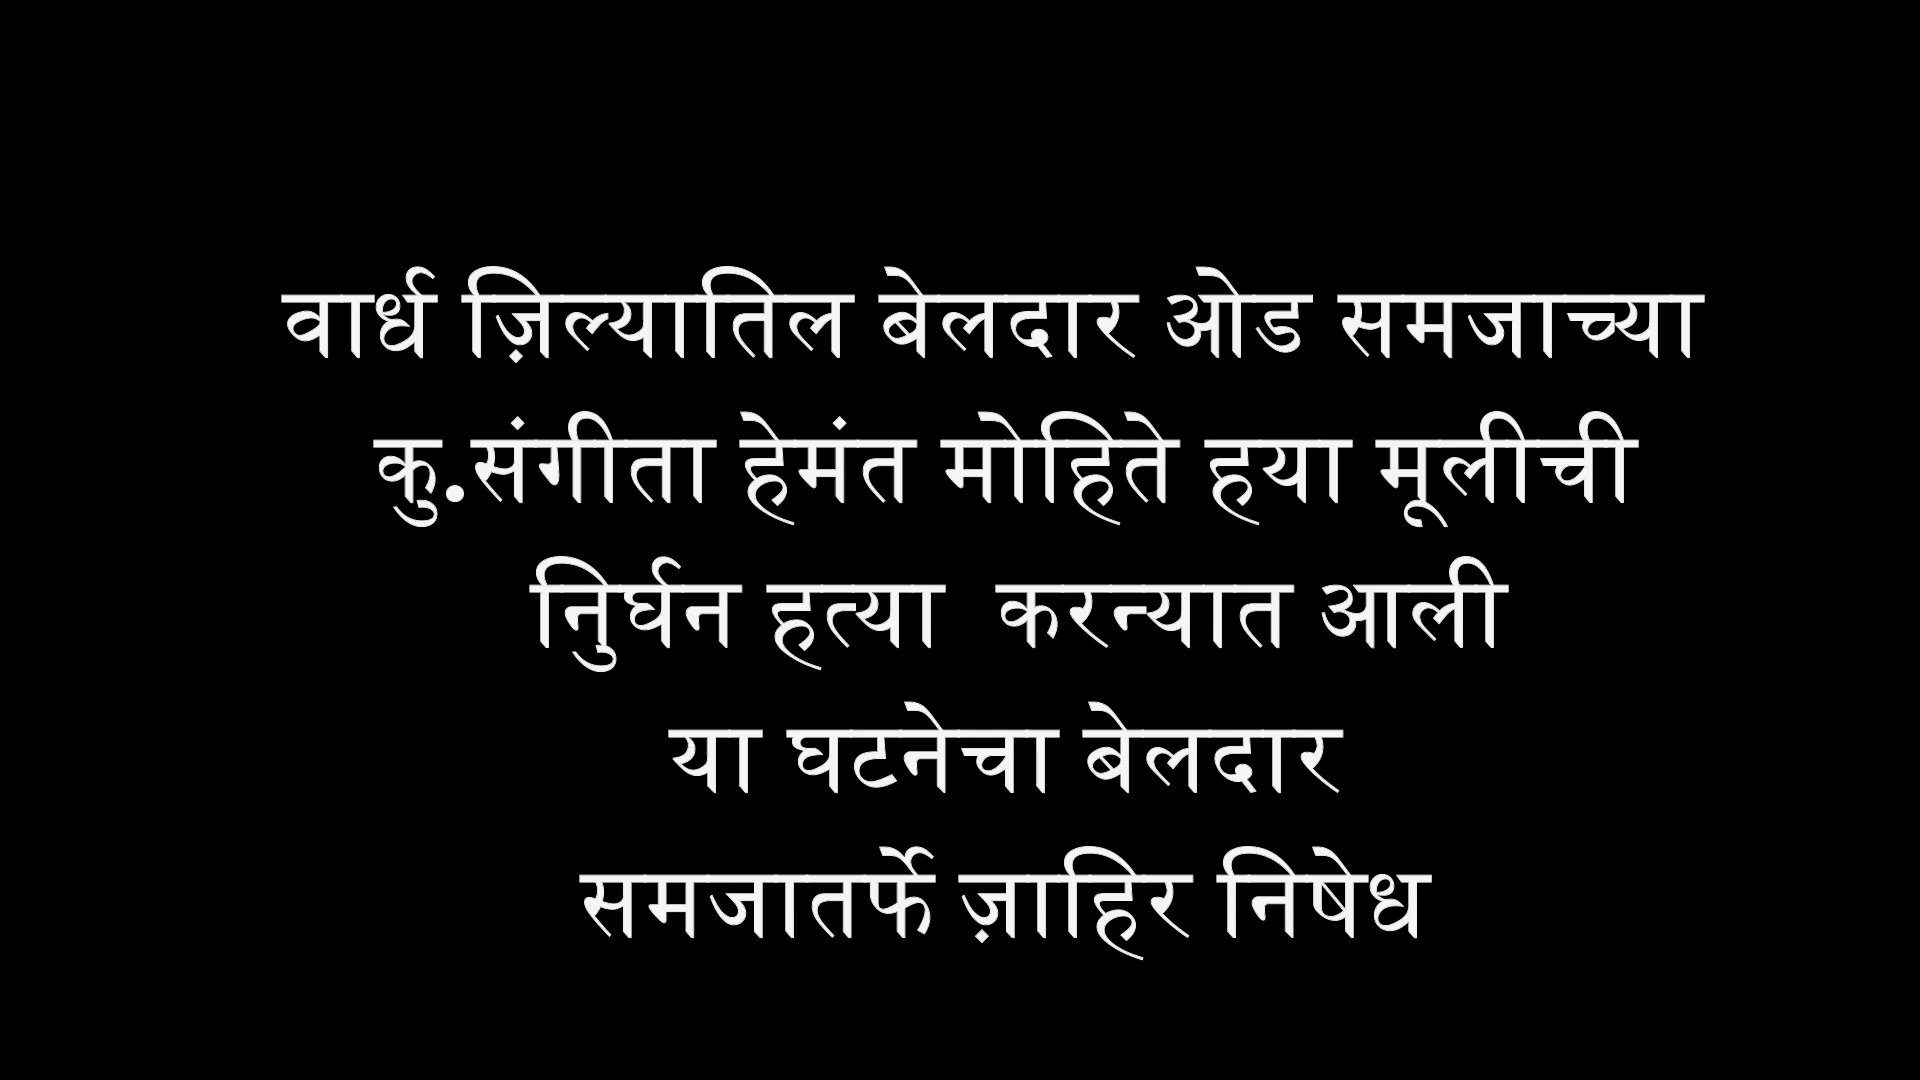 वार्ध ज़िल्यातिल बेलदार ओड समजाच्या
कु.संगीता हेमंत मोहिते हया मूलीची
निुर्घन हत्या करन्यात आली
या घटनेचा बेलदार
समजातर्फे ज़ाहिर निषेध